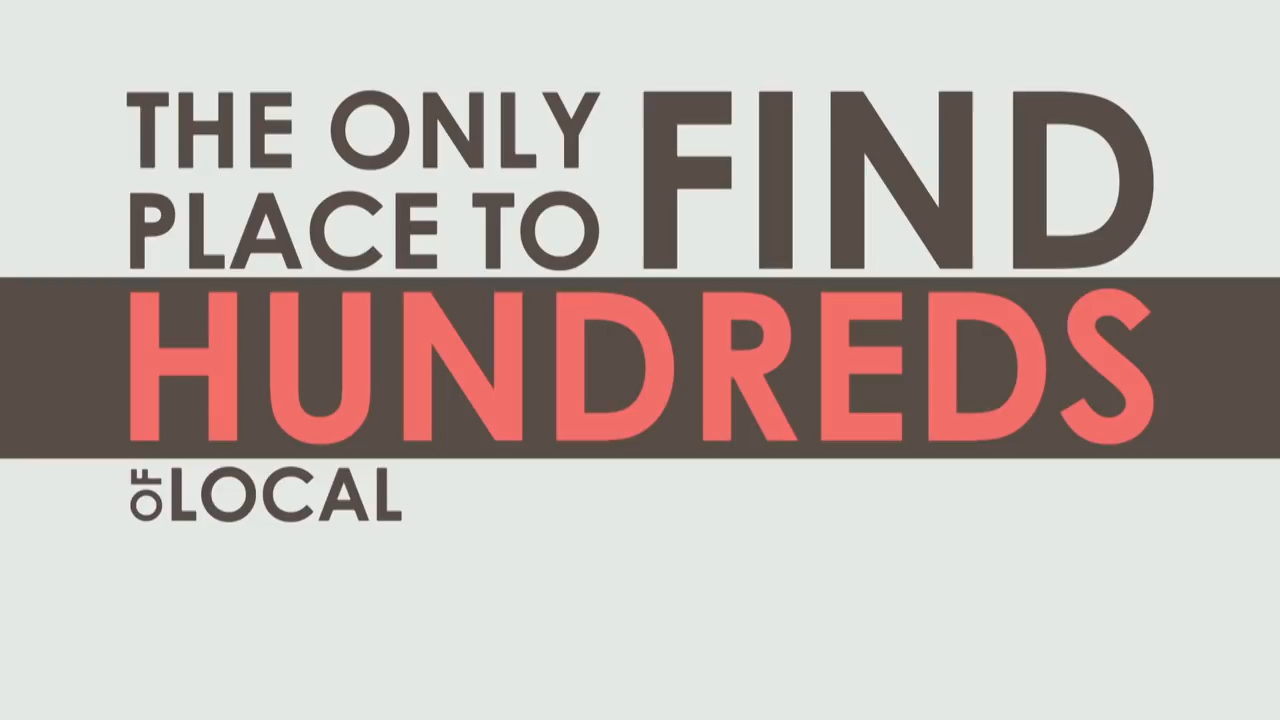 THE ONLY
PLACE TO
FIND
HUNDREDS
OF LOCAL